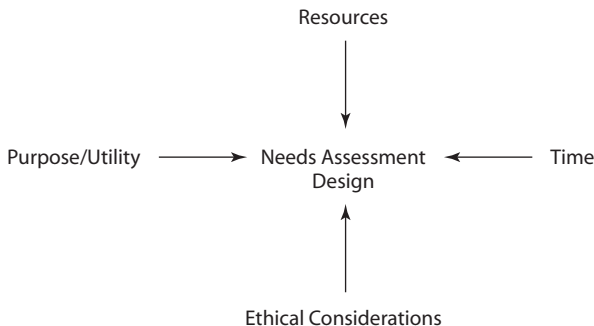 Resources
Purpose/Utility
Needs Assessment
Design
Time
Ethical Considerations